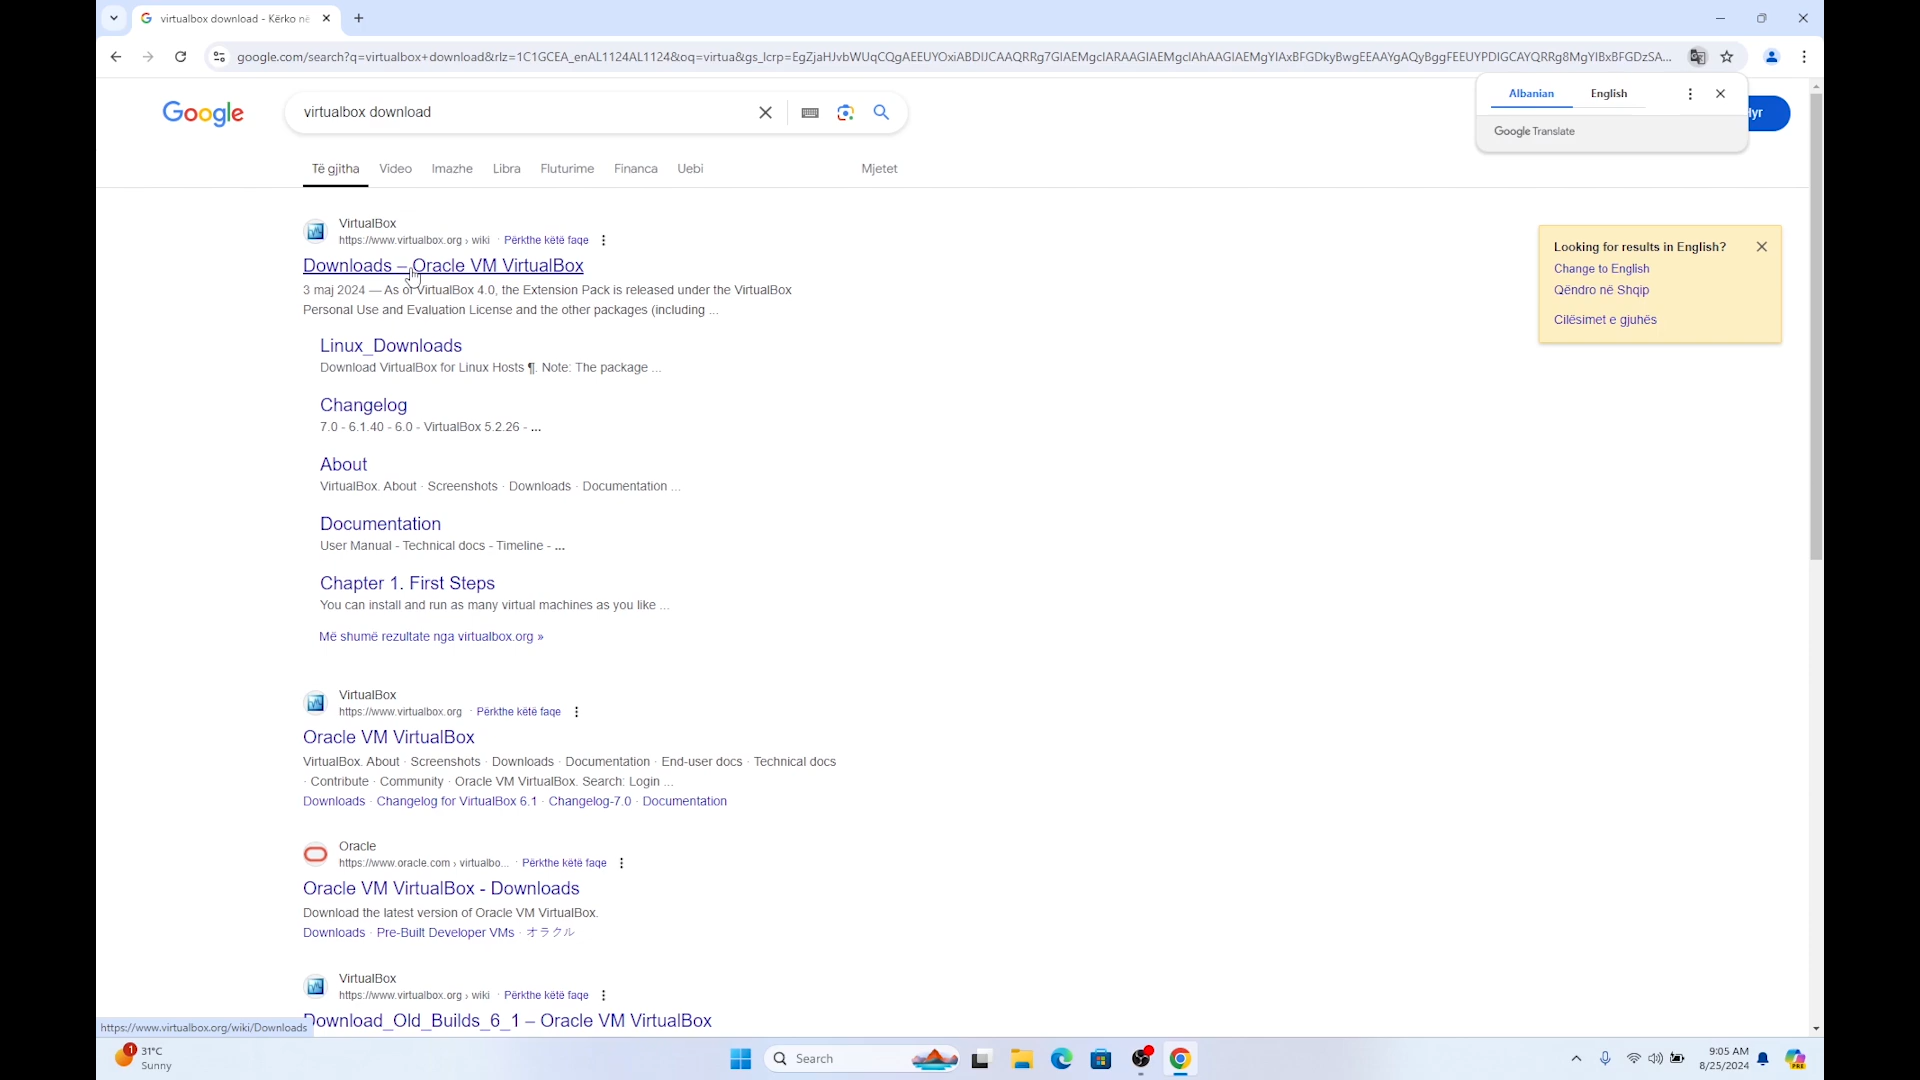 virtualbox download - Kërko në
google.com/search?q=virtualbox+download&rlz=1C1GCEA_enAL1124AL1124&oq=virtua&gs_lcrp=
Google
virtualbox download
Albanian English
Google Translate
Të gjitha Video Imazhe Libra Fluturime Financa Uebi Mjetet
VirtualBox
https://www.virtualbox.org › wiki · Përkthe këtë faqe
Downloads – Oracle VM VirtualBox
3 maj 2024 — As of VirtualBox 4.0, the Extension Pack is released under the VirtualBox
Personal Use and Evaluation License and the other packages (including ...
Looking for results in English?
Change to English
Qëndro në Shqip
Cilësimet e gjuhës
Linux_Downloads
Download VirtualBox for Linux Hosts ¶. Note: The package ...
Changelog
7.0 - 6.1.40 - 6.0 - VirtualBox 5.2.26 - ...
About
VirtualBox. About · Screenshots · Downloads · Documentation ...
Documentation
User Manual - Technical docs - Timeline - ...
Chapter 1. First Steps
You can install and run as many virtual machines as you like ...
Më shumë rezultate nga virtualbox.org »
VirtualBox
https://www.virtualbox.org · Përkthe këtë faqe
Oracle VM VirtualBox
VirtualBox. About · Screenshots · Downloads · Documentation · End-user docs · Technical docs
· Contribute · Community · Oracle VM VirtualBox. Search: Login ...
Downloads · Changelog for VirtualBox 6.1 · Changelog-7.0 · Documentation
Oracle
https://www.oracle.com › virtualbo... · Përkthe këtë faqe
Oracle VM VirtualBox - Downloads
Download the latest version of Oracle VM VirtualBox.
Downloads · Pre-Built Developer VMs · オラクル
VirtualBox
https://www.virtualbox.org › wiki · Përkthe këtë faqe
Download_Old_Builds_6_1 – Oracle VM VirtualBox
https://www.virtualbox.org/wiki/Downloads
1
31°C
Sunny
Search
9:05 AM
8/25/2024
PRE